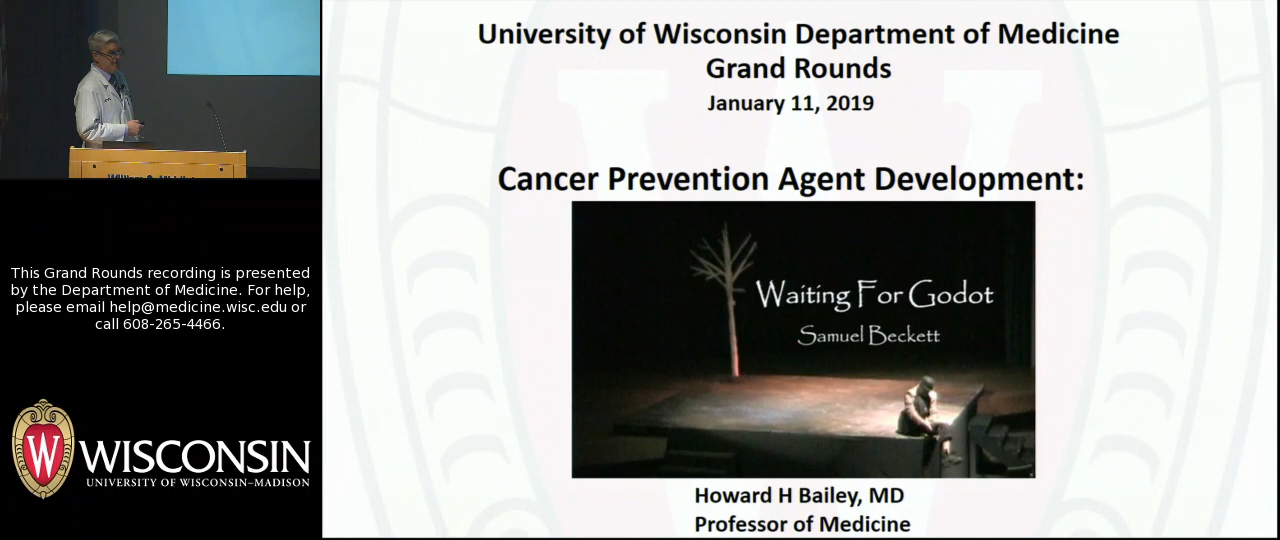 University of Wisconsin Department of Medicine
Grand Rounds
January 11, 2019
Cancer Prevention Agent Development:
Waiting For Godot
Samuel Beckett
Howard H Bailey, MD
Professor of Medicine
This Grand Rounds recording is presented
by the Department of Medicine. For help,
please email help@medicine.wisc.edu or
call 608-265-4466.
W
WISCONSIN
UNIVERSITY OF WISCONSIN–MADISON